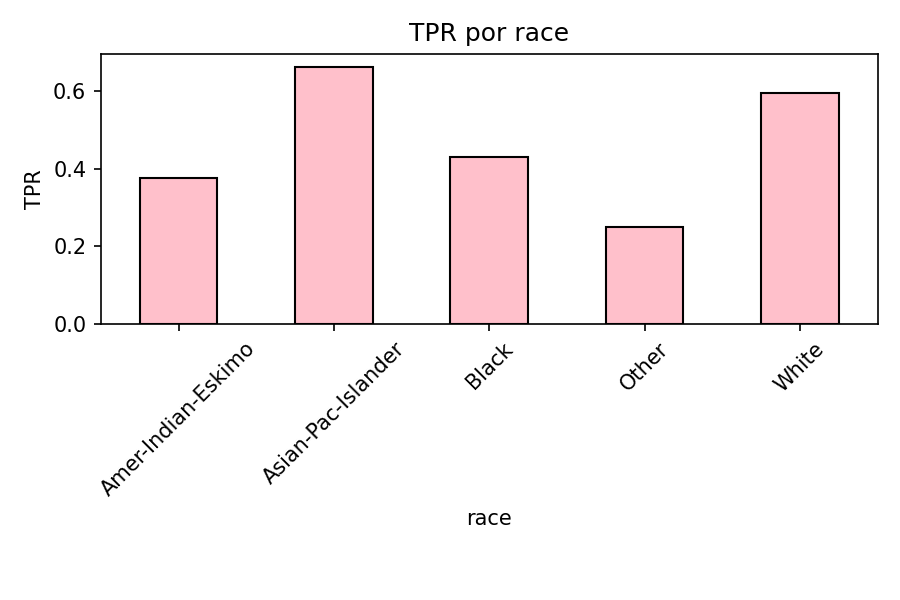 TPR por race
TPR
0.6
0.4
0.2
0.0
Amer-Indian-Eskimo
Asian-Pac-Islander
Black
Other
White
race